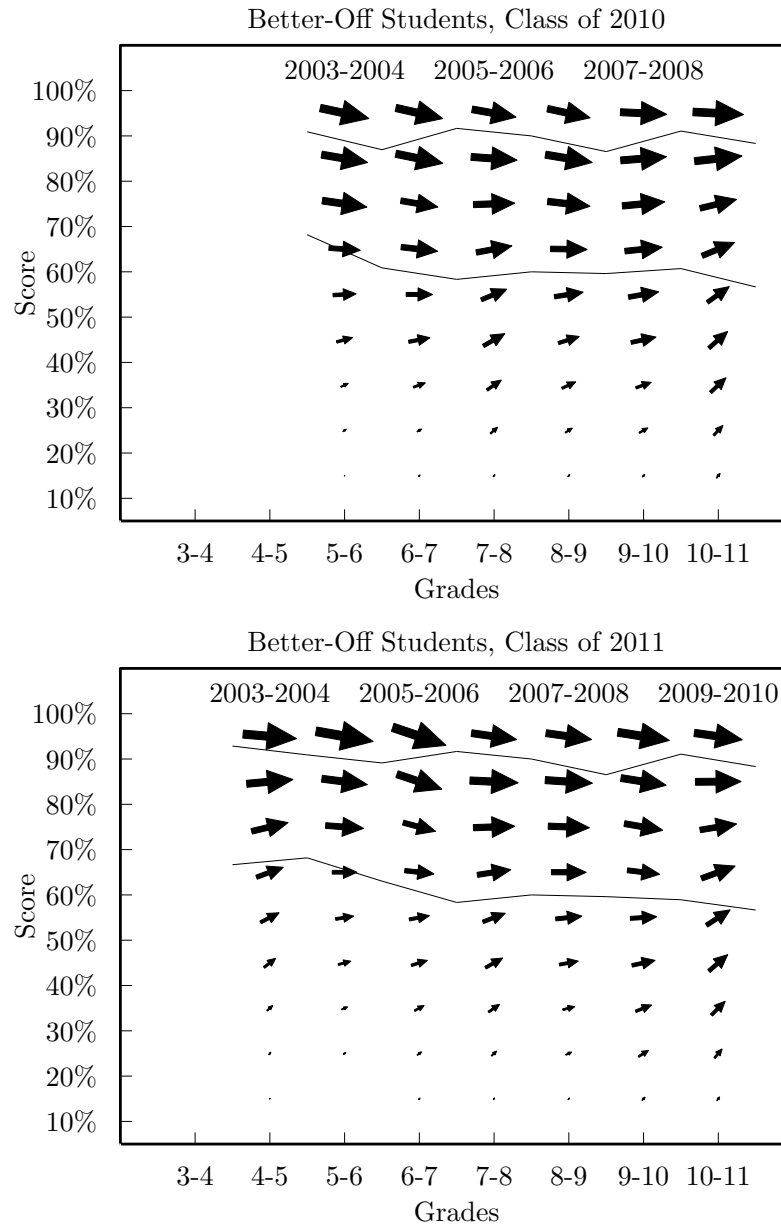 Better-Off Students, Class of 2010
2003-2004 2005-2006 2007-2008
100%
90%
80%
70%
60%
50%
40%
30%
20%
10%
Score
3-4 4-5 5-6 6-7 7-8 8-9 9-10 10-11
Grades
Better-Off Students, Class of 2011
2003-2004 2005-2006 2007-2008 2009-2010
100%
90%
80%
70%
60%
50%
40%
30%
20%
10%
Score
3-4 4-5 5-6 6-7 7-8 8-9 9-10 10-11
Grades